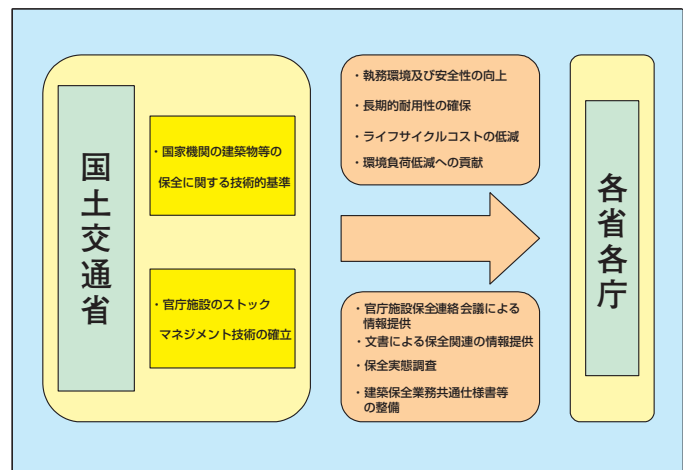 国土交通省
・国家機関の建築物等の
保全に関する技術的基準
・官庁施設のストック
マネジメント技術の確立
・執務環境及び安全性の向上
・長期的耐用性の確保
・ライフサイクルコストの低減
・環境負荷低減への貢献
・官庁施設保全連絡会議による
情報提供
・文書による保全関連の情報提供
・保全実態調査
・建築保全業務共通仕様書等
の整備
各省各庁